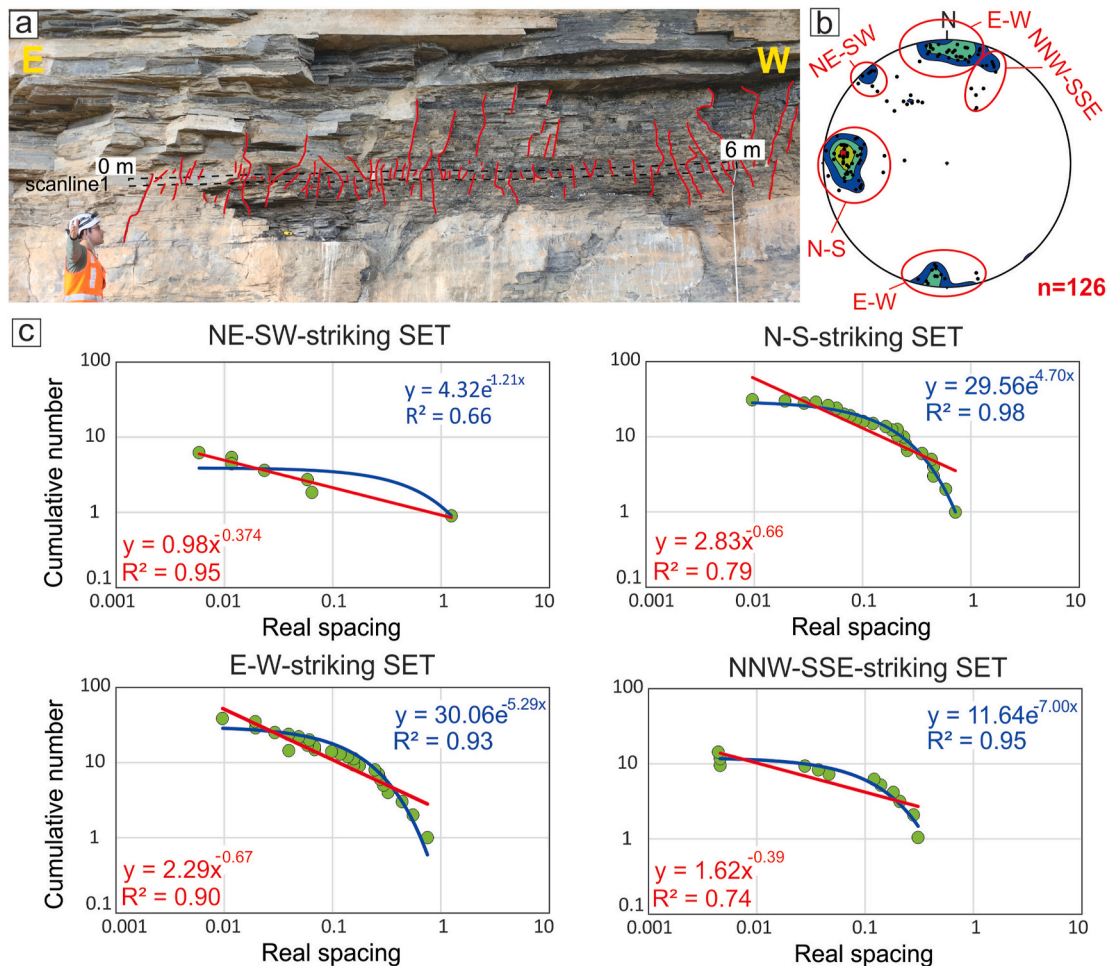 a
E
W
0 m
6 m
scanline1
b
N
E-W
NE-SW
NNW-SSE
N-S
E-W
n=126
c
NE-SW-striking SET
Cumulative number
100
10
1
0.1
y = 4.32e^-1.21x
R² = 0.66
y = 0.98x^-0.374
R² = 0.95
0.001
0.01
0.1
1
10
Real spacing
N-S-striking SET
100
10
1
0.1
y = 29.56e^-4.70x
R² = 0.98
y = 2.83x^-0.66
R² = 0.79
0.001
0.01
0.1
1
10
Real spacing
E-W-striking SET
Cumulative number
100
10
1
0.1
y = 30.06e^-5.29x
R² = 0.93
y = 2.29x^-0.67
R² = 0.90
0.001
0.01
0.1
1
10
Real spacing
NNW-SSE-striking SET
100
10
1
0.1
y = 11.64e^-7.00x
R² = 0.95
y = 1.62x^-0.39
R² = 0.74
0.001
0.01
0.1
1
10
Real spacing